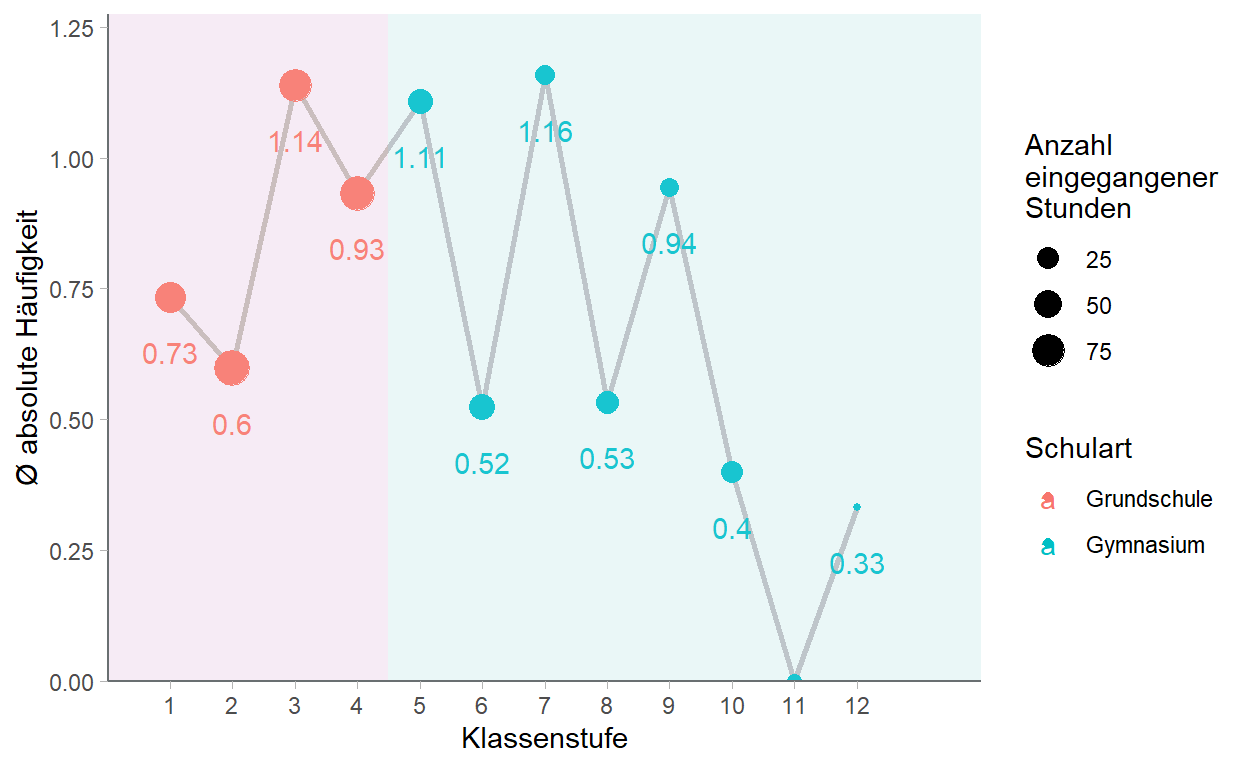 1.25
1.00
0.75
0.50
0.25
0.00
Ø absolute Häufigkeit
0.73
0.6
1.14
0.93
1.11
0.52
1.16
0.53
0.94
0.4
0.33
1 2 3 4 5 6 7 8 9 10 11 12
Klassenstufe
Anzahl
eingegangener
Stunden
25
50
75
Schulart
a Grundschule
a Gymnasium